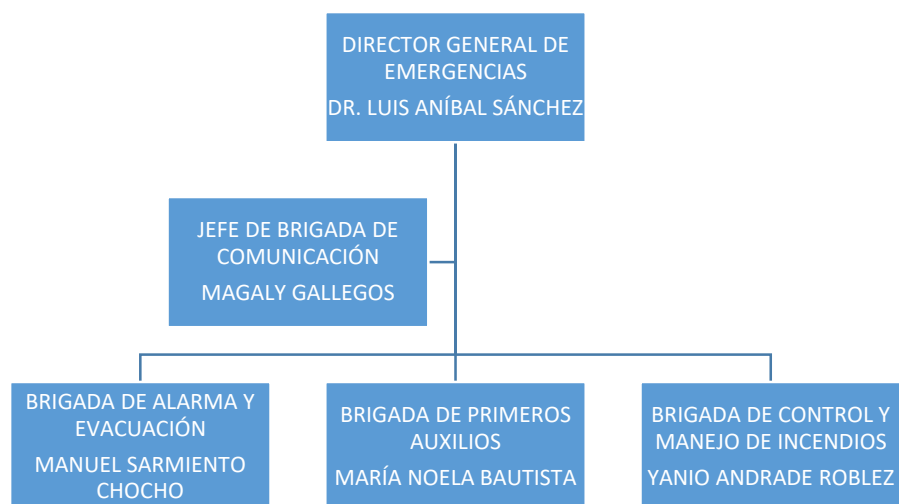 DIRECTOR GENERAL DE
EMERGENCIAS
DR. LUIS ANÍBAL SÁNCHEZ
JEFE DE BRIGADA DE
COMUNICACIÓN
MAGALY GALLEGOS
BRIGADA DE ALARMA Y
EVACUACIÓN
MANUEL SARMIENTO
CHOCHO
BRIGADA DE PRIMEROS
AUXILIOS
MARÍA NOELA BAUTISTA
BRIGADA DE CONTROL Y
MANEJO DE INCENDIOS
YANIO ANDRADE ROBLEZ